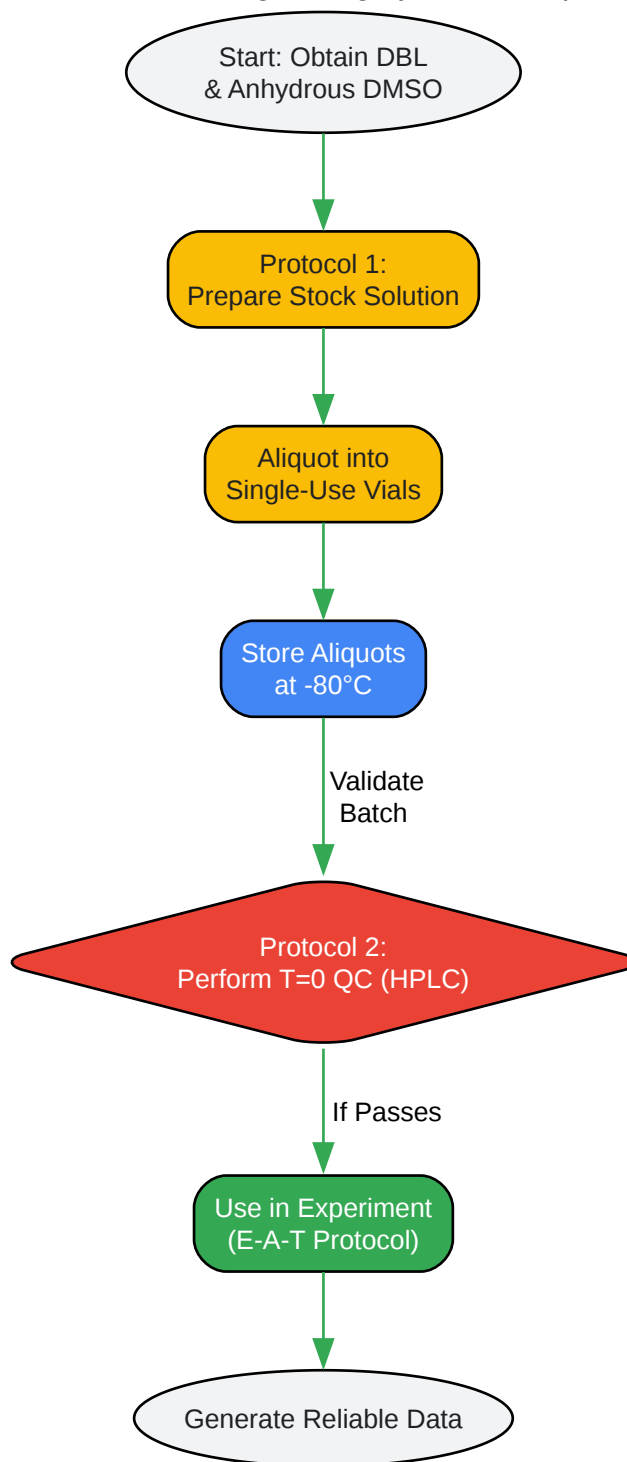 Start: Obtain DBL
& Anhydrous DMSO
Protocol 1:
Prepare Stock Solution
Aliquot into
Single-Use Vials
Store Aliquots
at -80°C
Validate
Batch
Protocol 2:
Perform T=0 QC (HPLC)
If Passes
Use in Experiment
(E-A-T Protocol)
Generate Reliable Data